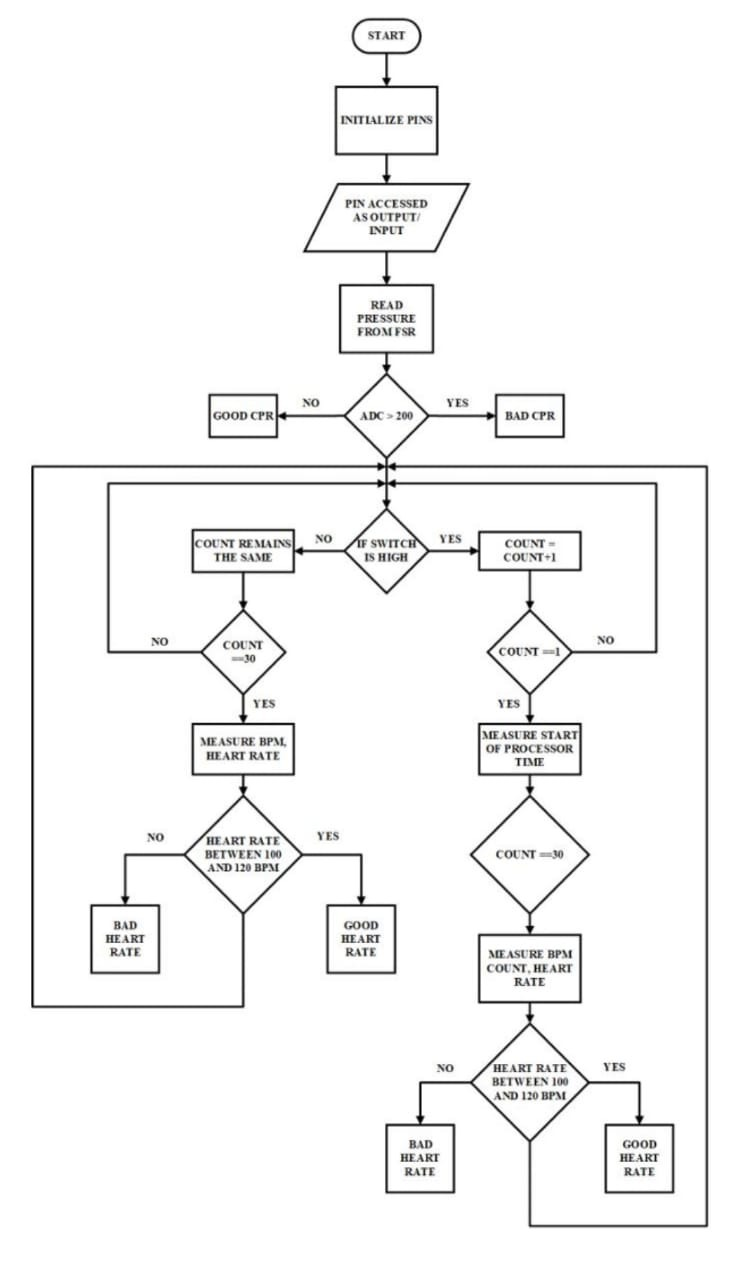 START
INITIALIZE PINS
PIN ACCESSED
AS OUTPUT/
INPUT
READ
PRESSURE
FROM FSR
NO
YES
GOOD CPR
ADC > 200
BAD CPR
COUNT REMAINS
THE SAME
NO
IF SWITCH
IS HIGH
YES
COUNT =
COUNT+1
NO
COUNT
==30
COUNT ==1
NO
YES
YES
MEASURE BPM,
HEART RATE
MEASURE START
OF PROCESSOR
TIME
NO
HEART RATE
BETWEEN 100
AND 120 BPM
YES
COUNT ==30
BAD
HEART
RATE
GOOD
HEART
RATE
MEASURE BPM
COUNT, HEART
RATE
NO
HEART RATE
BETWEEN 100
AND 120 BPM
YES
BAD
HEART
RATE
GOOD
HEART
RATE